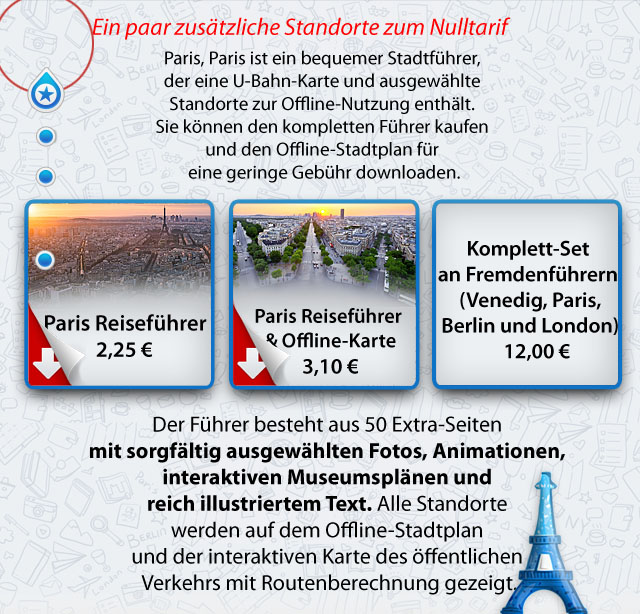 Ein paar zusätzliche Standorte zum Nulltarif
Paris, Paris ist ein bequemer Stadtführer,
der eine U-Bahn-Karte und ausgewählte
Standorte zur Offline-Nutzung enthält.
Sie können den kompletten Führer kaufen
und den Offline-Stadtplan für
eine geringe Gebühr downloaden.
Paris Reiseführer
2,25 €
Paris Reiseführer
& Offline-Karte
3,10 €
Komplett-Set
an Fremdenführern
(Venedig, Paris,
Berlin und London)
12,00 €
Der Führer besteht aus 50 Extra-Seiten
mit sorgfältig ausgewählten Fotos, Animationen,
interaktiven Museumsplänen und
reich illustriertem Text. Alle Standorte
werden auf dem Offline-Stadtplan
und der interaktiven Karte des öffentlichen
Verkehrs mit Routenberechnung gezeigt.